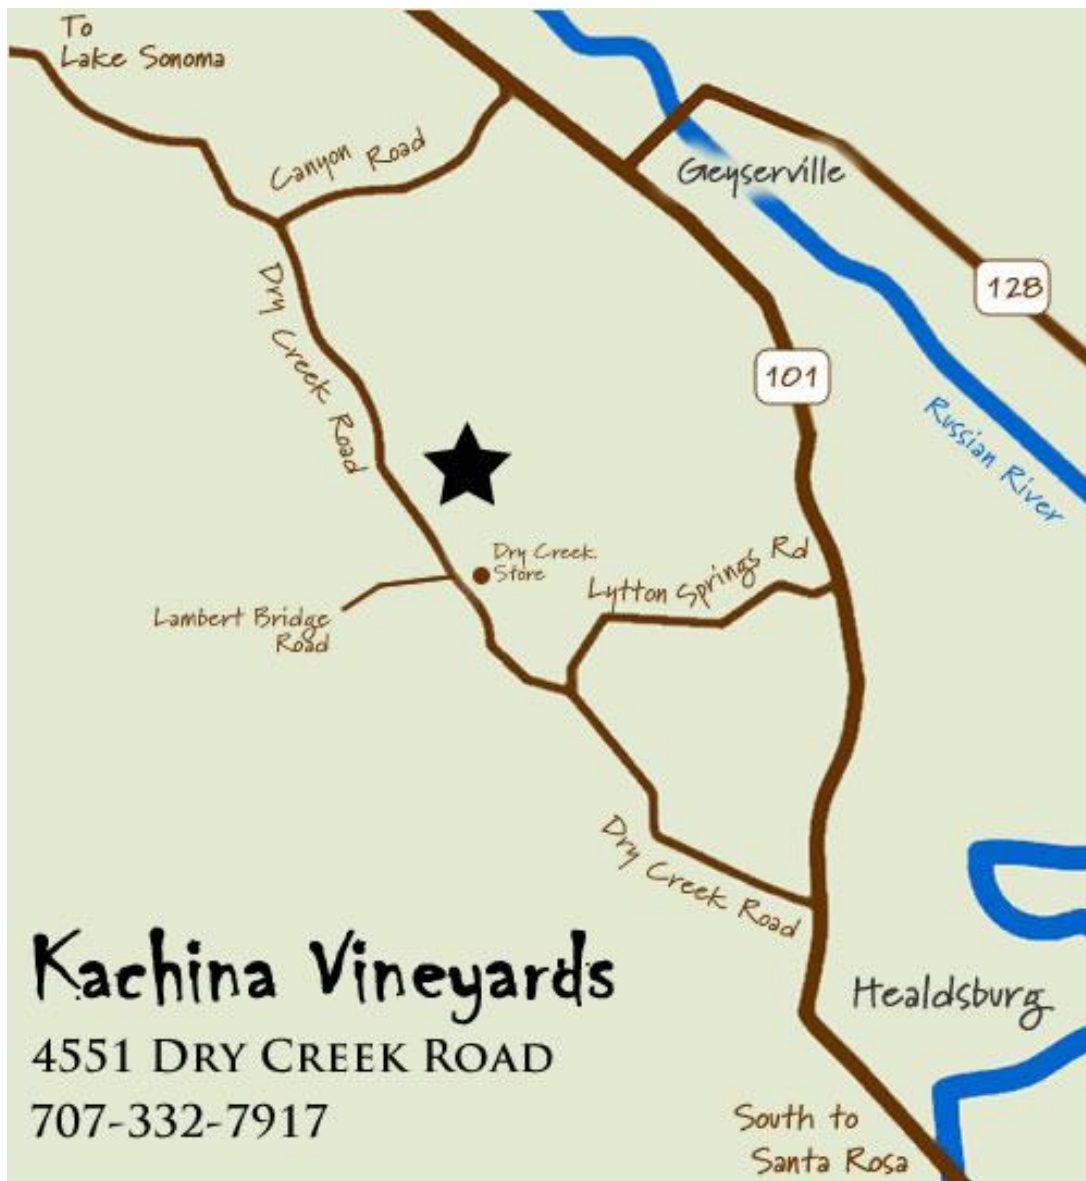 To
Lake Sonoma
Canyon Road
Geyserville
128
Dry Creek Road
101
Russian River
Dry Creek
Store
Lytton Springs Rd
Lambert Bridge
Road
Dry Creek Road
Kachina Vineyards
4551 Dry Creek Road
707-332-7917
Healdsburg
South to
Santa Rosa